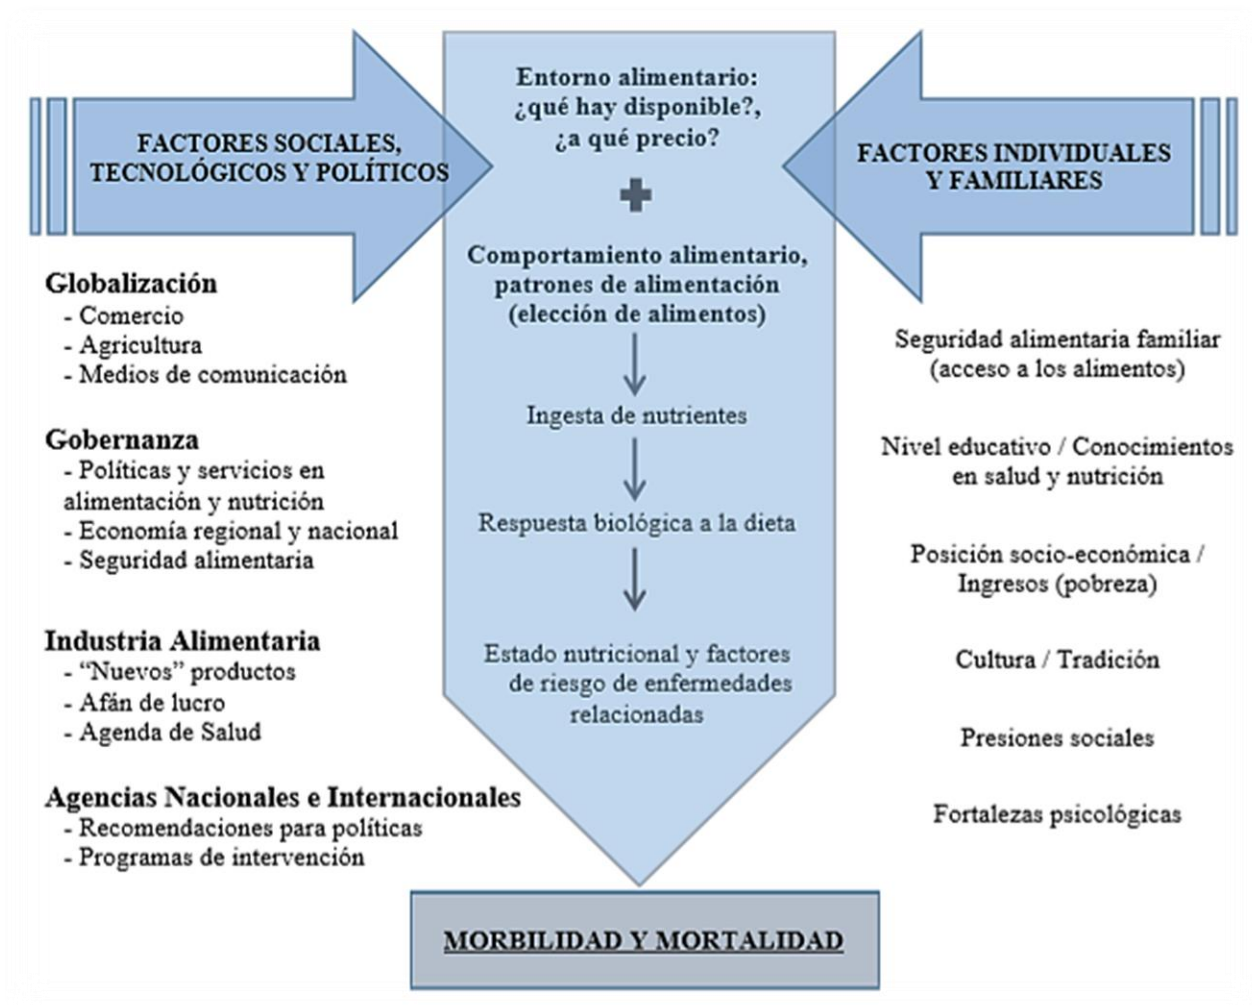 FACTORES SOCIALES,
TECNOLÓGICOS Y POLÍTICOS
Globalización
- Comercio
- Agricultura
- Medios de comunicación
Gobernanza
- Políticas y servicios en
alimentación y nutrición
- Economía regional y nacional
- Seguridad alimentaria
Industria Alimentaria
- “Nuevos” productos
- Afán de lucro
- Agenda de Salud
Agencias Nacionales e Internacionales
- Recomendaciones para políticas
- Programas de intervención
Entorno alimentario:
¿qué hay disponible?,
¿a qué precio?
+
Comportamiento alimentario,
patrones de alimentación
(elección de alimentos)
Ingesta de nutrientes
Respuesta biológica a la dieta
Estado nutricional y factores
de riesgo de enfermedades
relacionadas
FACTORES INDIVIDUALES
Y FAMILIARES
Seguridad alimentaria familiar
(acceso a los alimentos)
Nivel educativo / Conocimientos
en salud y nutrición
Posición socio-económica /
Ingresos (pobreza)
Cultura / Tradición
Presiones sociales
Fortalezas psicológicas
MORBILIDAD Y MORTALIDAD